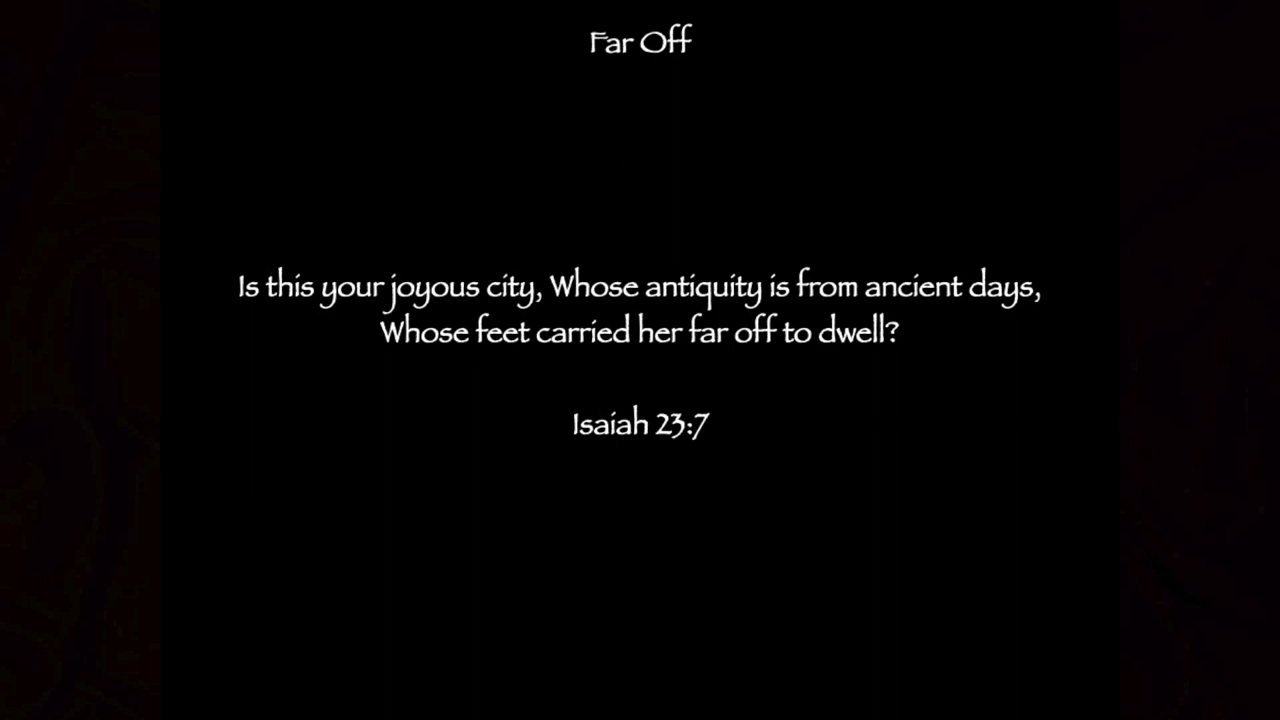 Far Off
Is this your joyous city, Whose antiquity is from ancient days,
Whose feet carried her far off to dwell?
Isaiah 23:7